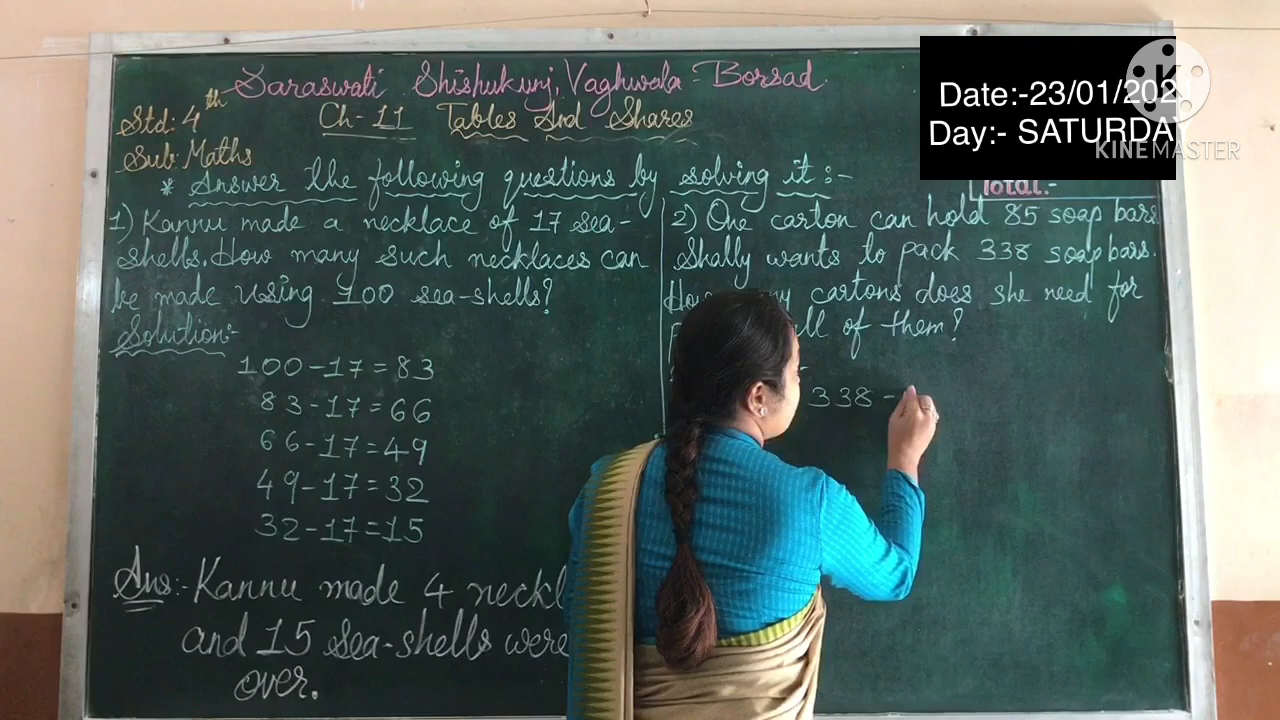 Saraswati Shishukunj, Vaghwala - Borsad.
Std: 4th
Ch-11 Tables And Shares
Sub: Maths
Date:-23/01/2021
Day:- SATURDAY
KINEMASTER
* Answer the following questions by solving it :-
Total:-
1) Kannu made a necklace of 17 sea-
shells. How many such necklaces can
be made using 100 sea-shells?
Solution:-
100-17=83
83-17=66
66-17=49
49-17=32
32-17=15
Ans:- Kannu made 4 neckl
and 15 sea-shells were
over.
2) One carton can hold 85 soap bars
Shally wants to pack 338 soap bars.
cartons does she need for
all of them?
338 -